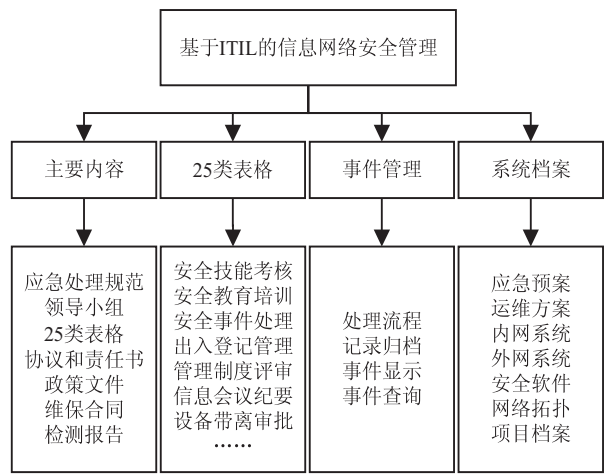 基于ITIL的信息网络安全管理
主要内容
25类表格
事件管理
系统档案
应急处理规范
领导小组
25类表格
协议和责任书
政策文件
维保合同
检测报告
安全技能考核
安全教育培训
安全事件处理
出入登记管理
管理制度评审
信息会议纪要
设备带离审批
……
处理流程
记录归档
事件显示
事件查询
应急预案
运维方案
内网系统
外网系统
安全软件
网络拓扑
项目档案